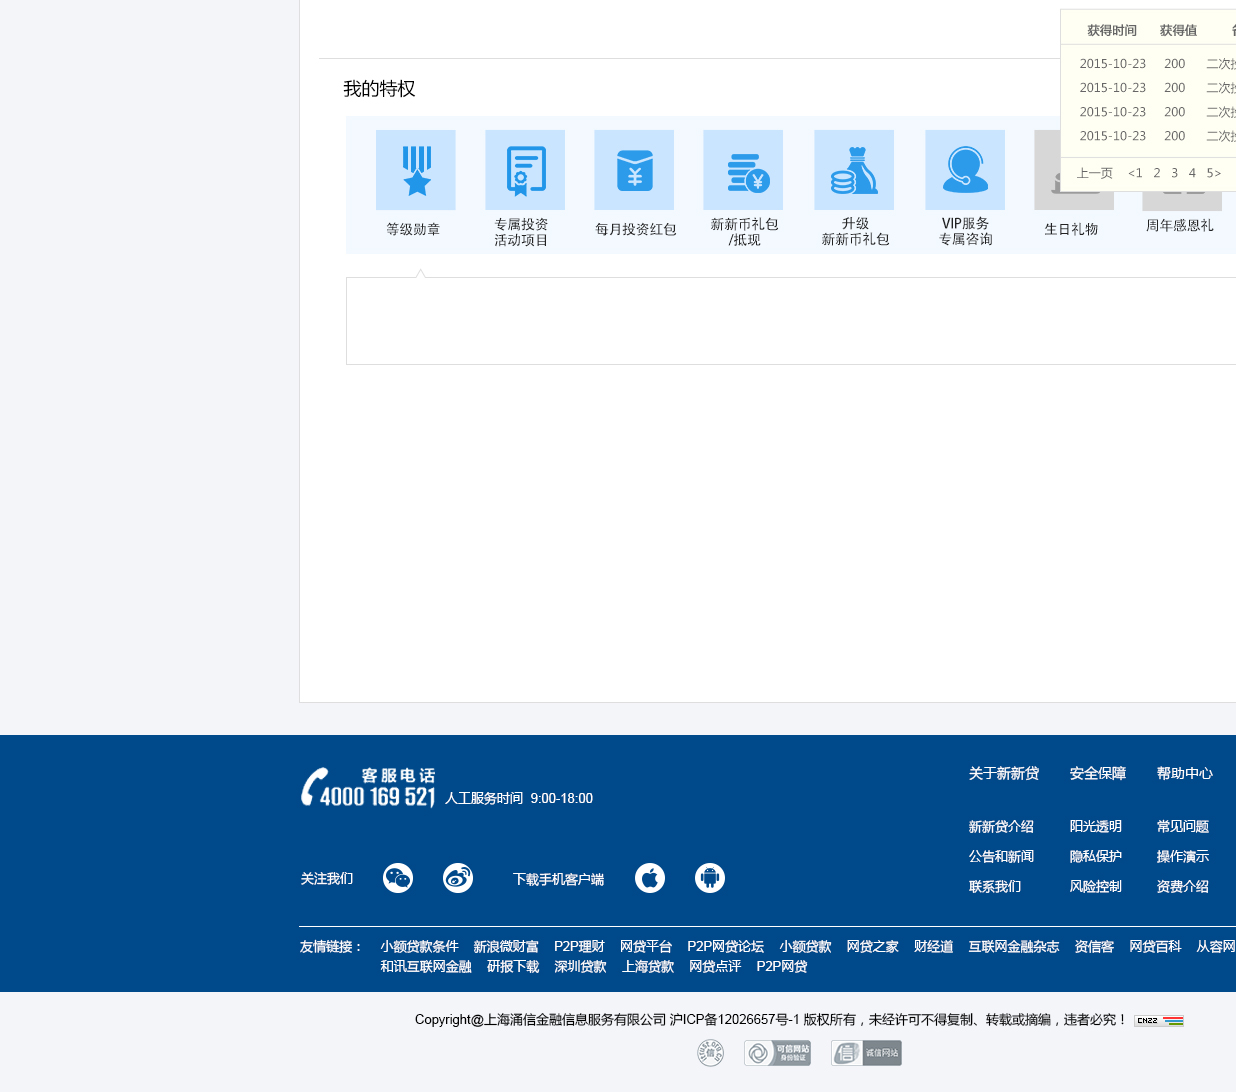 获得时间 获得值
2015-10-23 200 二次
2015-10-23 200 二次
2015-10-23 200 二次
2015-10-23 200 二次
上一页 <1 2 3 4 5>
我的特权
等级勋章
专属投资
活动项目
每月投资红包
新新币礼包
/抵现
升级
新新币礼包
VIP服务
专属咨询
生日礼物
周年感恩礼
客服电话
4000 169 521 人工服务时间 9:00-18:00
关注我们
下载手机客户端
关于新新贷 安全保障 帮助中心
新新贷介绍 阳光透明 常见问题
公告和新闻 隐私保护 操作演示
联系我们 风险控制 资费介绍
友情链接： 小额贷款条件 新浪微财富 P2P理财 网贷平台 P2P网贷论坛 小额贷款 网贷之家 财经道 互联网金融杂志 资信客 网贷百科 从容网
和讯互联网金融 研报下载 深圳贷款 上海贷款 网贷点评 P2P网贷
Copyright@上海涌信金融信息服务有限公司 沪ICP备12026657号-1 版权所有，未经许可不得复制、转载或摘编，违者必究！ CNZZ
信
可信网站
身份验证
信 诚信网站